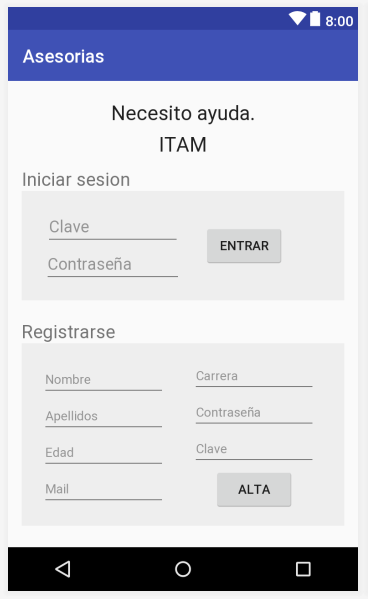 8:00
Asesorias
Necesito ayuda.
ITAM
Iniciar sesion
Clave
Contraseña
ENTRAR
Registrarse
Nombre
Apellidos
Edad
Mail
Carrera
Contraseña
Clave
ALTA